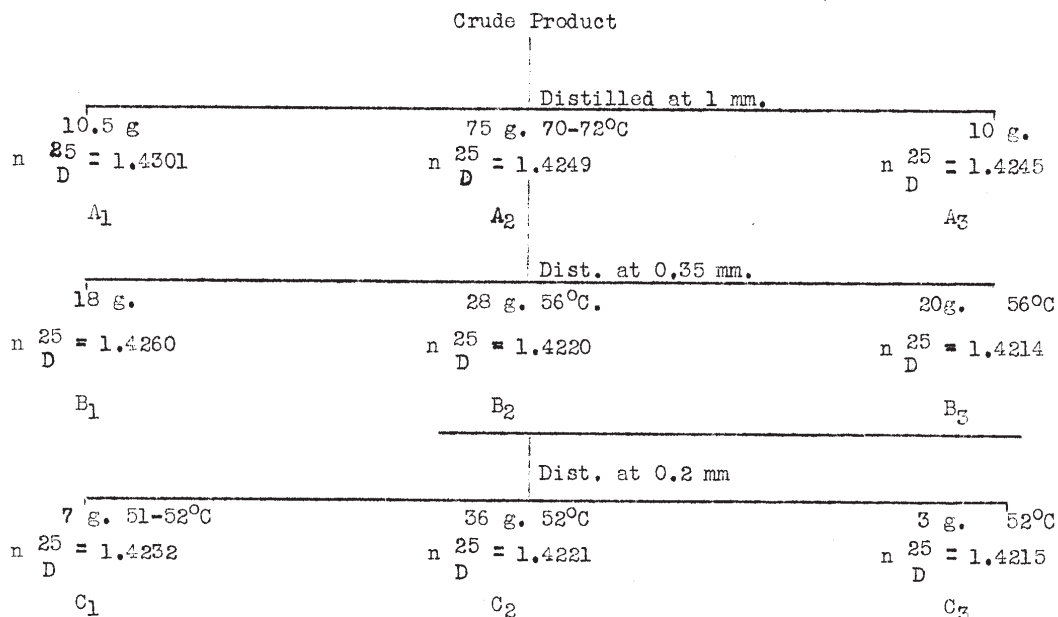 Crude Product
Distilled at 1 mm.
10.5 g 75 g. 70-72°C 10 g.
n 25 D = 1.4301 n 25 D = 1.4249 n 25 D = 1.4245
A1 A2 A3
Dist. at 0.35 mm.
18 g. 28 g. 56°C. 20g. 56°C
n 25 D = 1.4260 n 25 D = 1.4220 n 25 D = 1.4214
B1 B2 B3
Dist. at 0.2 mm
7 g. 51-52°C 36 g. 52°C 3 g. 52°C
n 25 D = 1.4232 n 25 D = 1.4221 n 25 D = 1.4215
C1 C2 C3